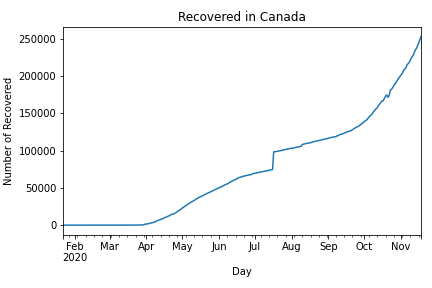 Recovered in Canada
Number of Recovered
250000
200000
150000
100000
50000
0
Feb Mar Apr May Jun Jul Aug Sep Oct Nov
2020
Day